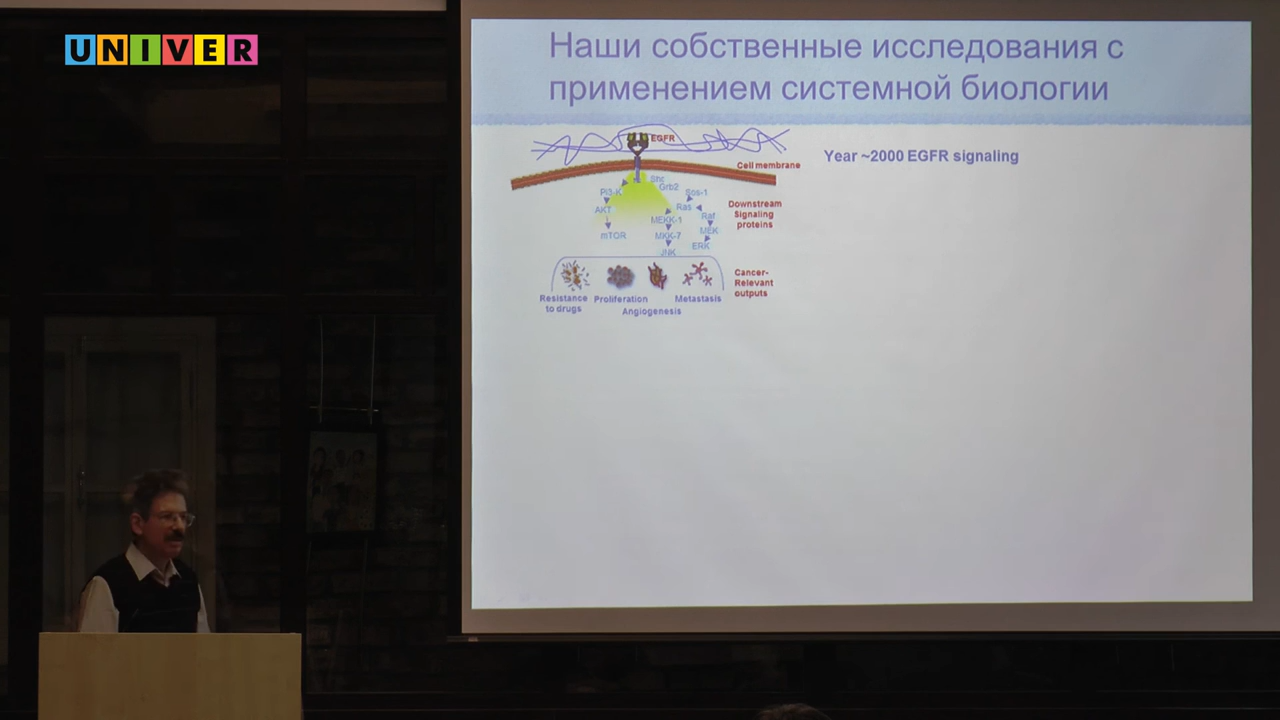 UNIVER
Наши собственные исследования с
применением системной биологии
EGFR
Cell membrane
Year ~2000 EGFR signaling
Shc
Grb2
Pi3-K
Sos-1
AKT
Ras
Raf
MEKK-1
mTOR
MKK-7
MEK
ERK
JNK
Downstream
Signaling
proteins
Cancer-
Relevant
outputs
Resistance
to drugs
Proliferation
Angiogenesis
Metastasis